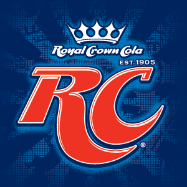 Royal Crown Cola
EST. 1905
RC
®